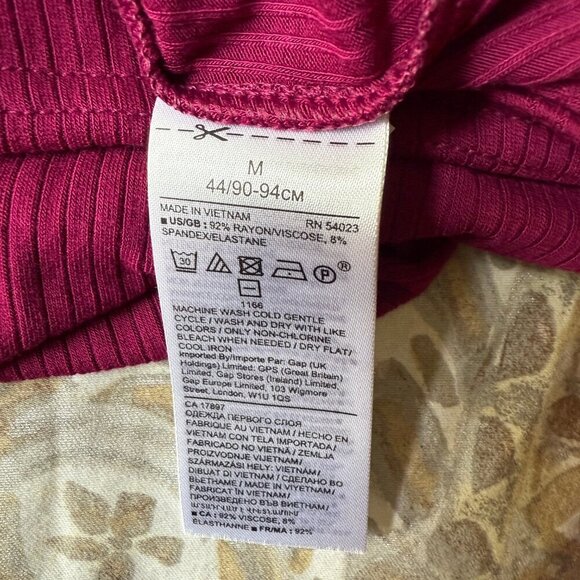 M
44/90-94см
MADE IN VIETNAM RN 54023
■ US/GB: 92% RAYON/VISCOSE, 8%
SPANDEX/ELASTANE
30 P ®
1166
MACHINE WASH COLD GENTLE
CYCLE / WASH AND DRY WITH LIKE
COLORS / ONLY NON-CHLORINE
BLEACH WHEN NEEDED / DRY FLAT/
COOL IRON
Imported By/Importe Par: Gap (UK
Holdings) Limited: GPS (Great Britain)
Limited, Gap Stores (Ireland) Limited
Gap Europe Limited, 103 Wigmore
Street, London, W1U 1QS
CA 17897
ОДЕЖДА ПЕРВОГО СЛОЯ
FABRIQUE AU VIETNAM / HECHO EN
VIETNAM CON TELA IMPORTADA /
FABRICADO NO VIETNÃ / ZEMLJA
PROIZVODNJE VIJETNAM /
SZÁRMAZÁSI HELY: VIETNAM /
DIBUAT DI VIETNAM / СДЕЛАНО ВО
ВЬЕТНАМЕ / MADE IN VIYETNAM /
FABRICAT ÎN VIETNAM /
ПРОИЗВЕДЕНО ВЪВ ВИЕТНАМ /
■ CA: 92% VISCOSE, 8%
ELASTHANNE ■ FR/MA: 92%